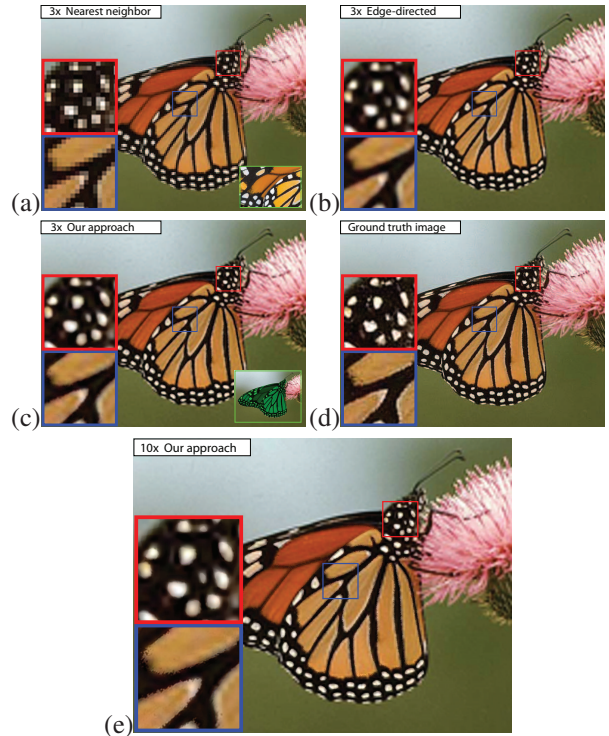 3x Nearest neighbor
3x Edge-directed
(a)
(b)
3x Our approach
Ground truth image
(c)
(d)
10x Our approach
(e)